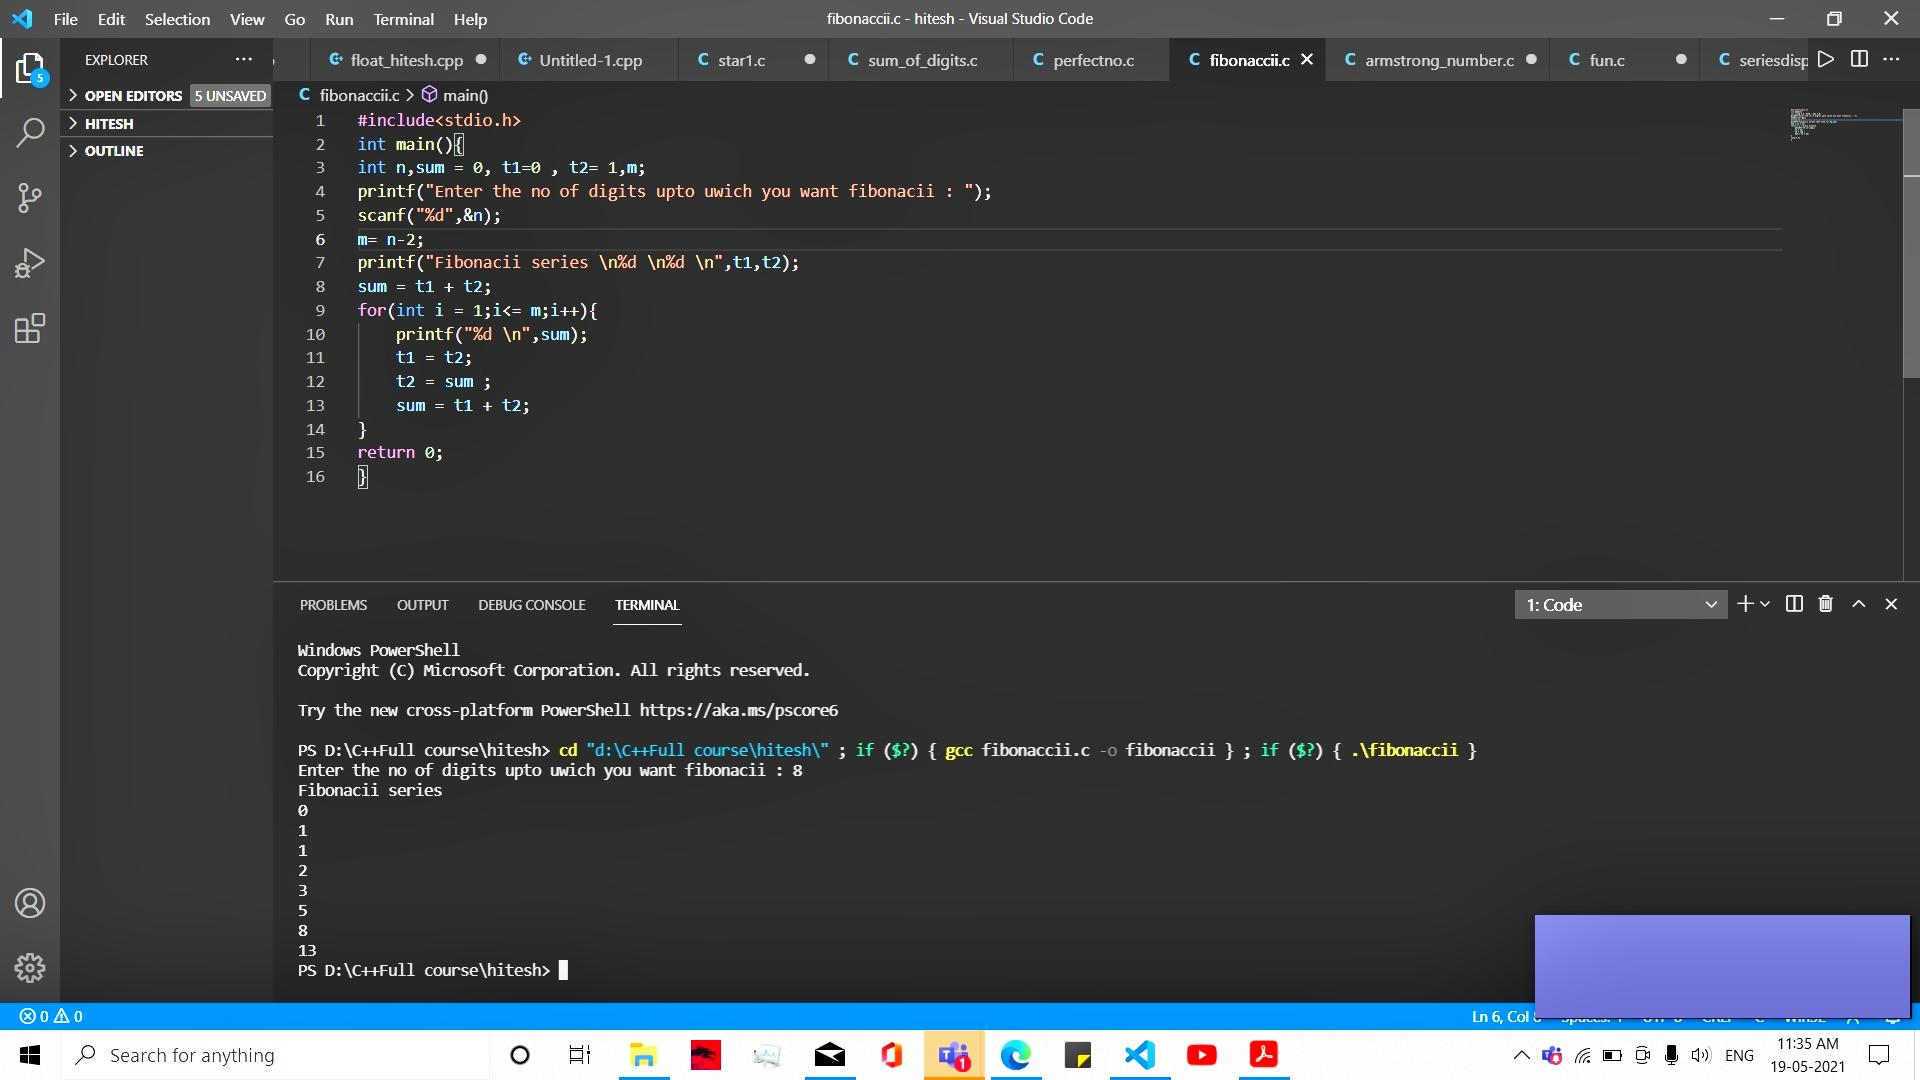 File Edit Selection View Go Run Terminal Help
fibonaccii.c - hitesh - Visual Studio Code
EXPLORER
float_hitesh.cpp
Untitled-1.cpp
C star1.c
C sum_of_digits.c
C perfectno.c
C fibonaccii.c
C armstrong_number.c
C fun.c
C seriesdisp
5
OPEN EDITORS 5 UNSAVED
HITESH
OUTLINE
C fibonaccii.c > main()
1 #include<stdio.h>
2 int main(){
3 int n,sum = 0, t1=0 , t2= 1,m;
4 printf("Enter the no of digits upto uwich you want fibonacii : ");
5 scanf("%d",&n);
6 m= n-2;
7 printf("Fibonacii series \n%d \n%d \n",t1,t2);
8 sum = t1 + t2;
9 for(int i = 1;i<= m;i++){
10 printf("%d \n",sum);
11 t1 = t2;
12 t2 = sum ;
13 sum = t1 + t2;
14 }
15 return 0;
16 }
PROBLEMS OUTPUT DEBUG CONSOLE TERMINAL
1: Code
Windows PowerShell
Copyright (C) Microsoft Corporation. All rights reserved.
Try the new cross-platform PowerShell https://aka.ms/pscore6
PS D:\C++Full course\hitesh> cd "d:\C++Full course\hitesh\" ; if ($?) { gcc fibonaccii.c -o fibonaccii } ; if ($?) { .\fibonaccii }
Enter the no of digits upto uwich you want fibonacii : 8
Fibonacii series
0
1
1
2
3
5
8
13
PS D:\C++Full course\hitesh>
0 0
Ln 6, Col
Search for anything
1
ENG
11:35 AM
19-05-2021